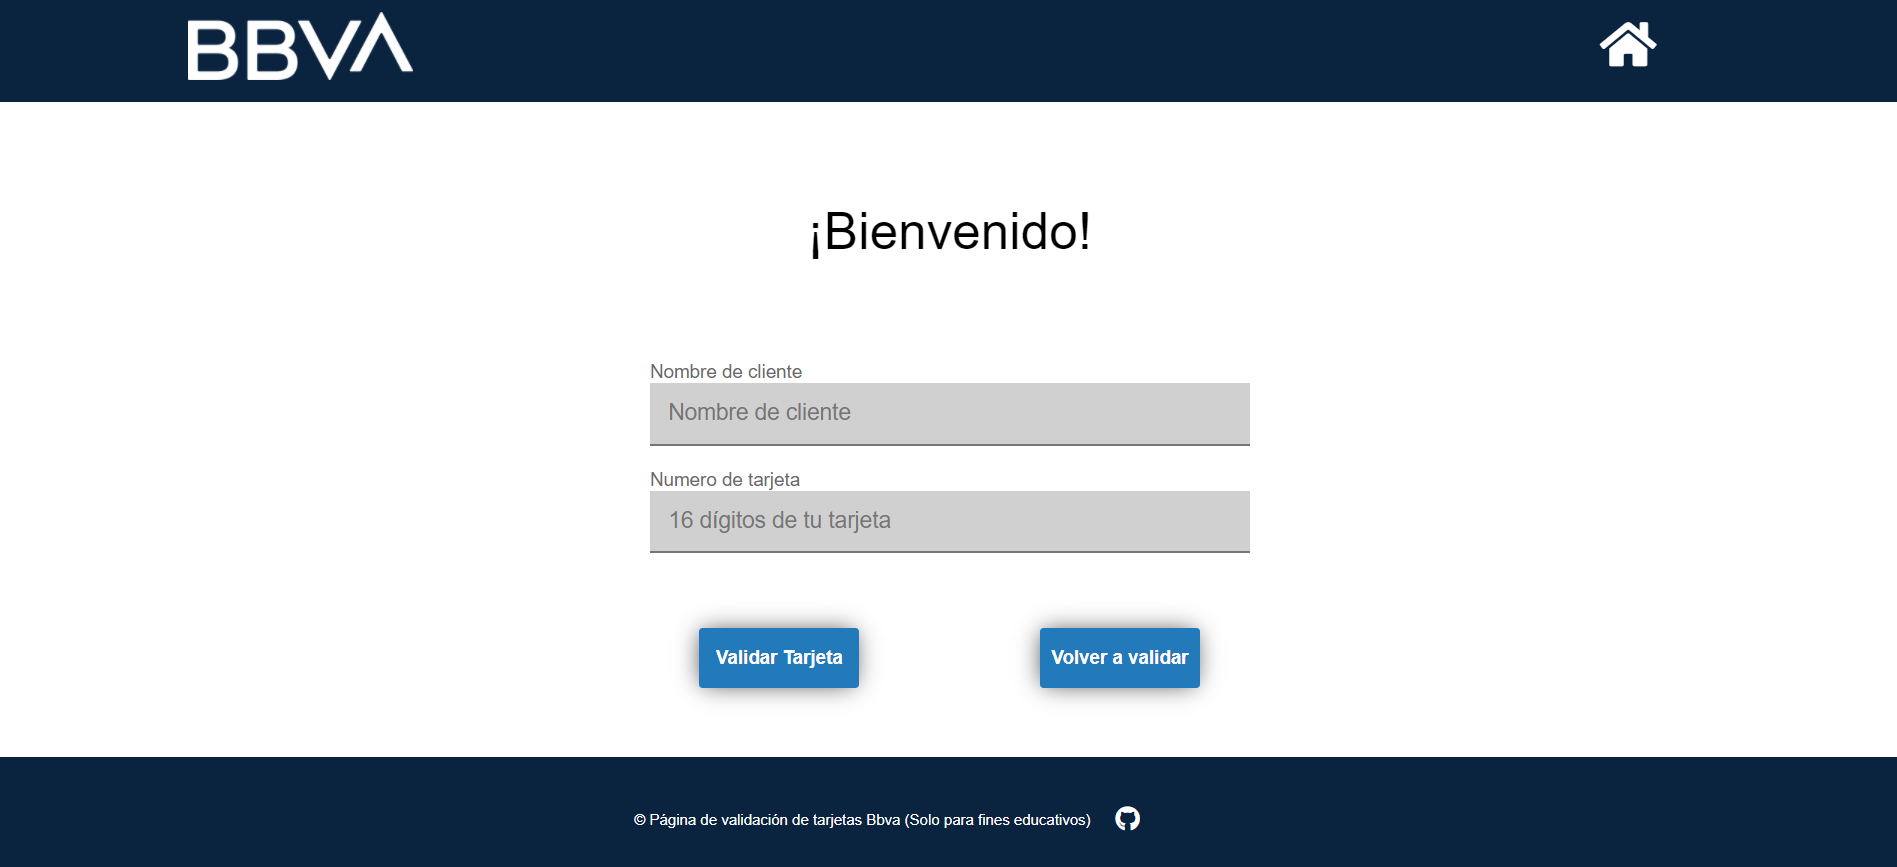 BBVA
¡Bienvenido!
Nombre de cliente
Nombre de cliente
Numero de tarjeta
16 dígitos de tu tarjeta
Validar Tarjeta
Volver a validar
© Página de validación de tarjetas Bbva (Solo para fines educativos)